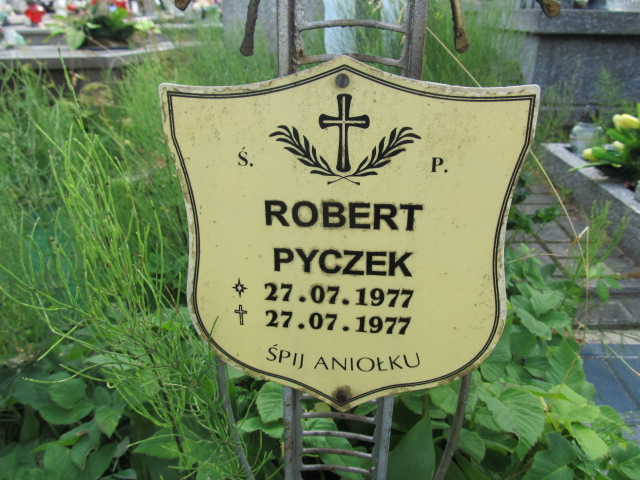 Ś. P.
ROBERT
PYCZEK
27.07.1977
27.07.1977
ŚPIJ ANIOŁKU